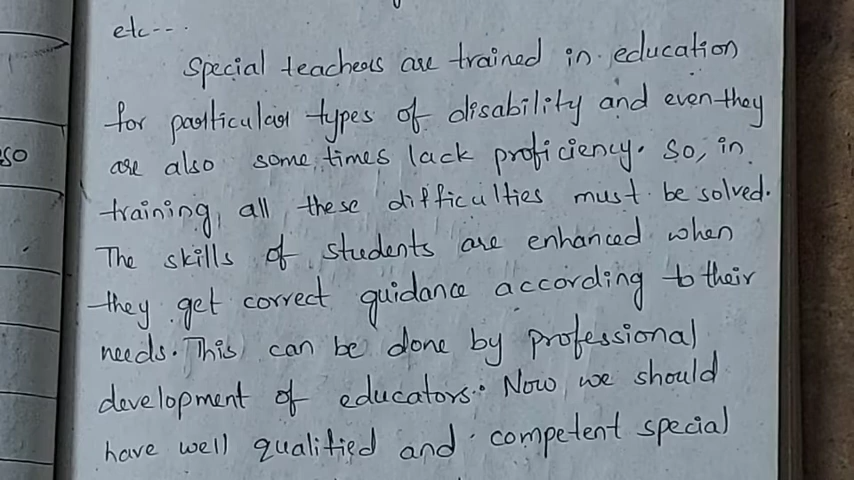 etc---
Special teachers are trained in education
for particular types of disability and even they
so
are also some times lack proficiency. So, in
training, all these difficulties must be solved.
The skills of students are enhanced when
they get correct guidance according to their
needs. This can be done by professional
development of educators. Now we should
have well qualified and competent special